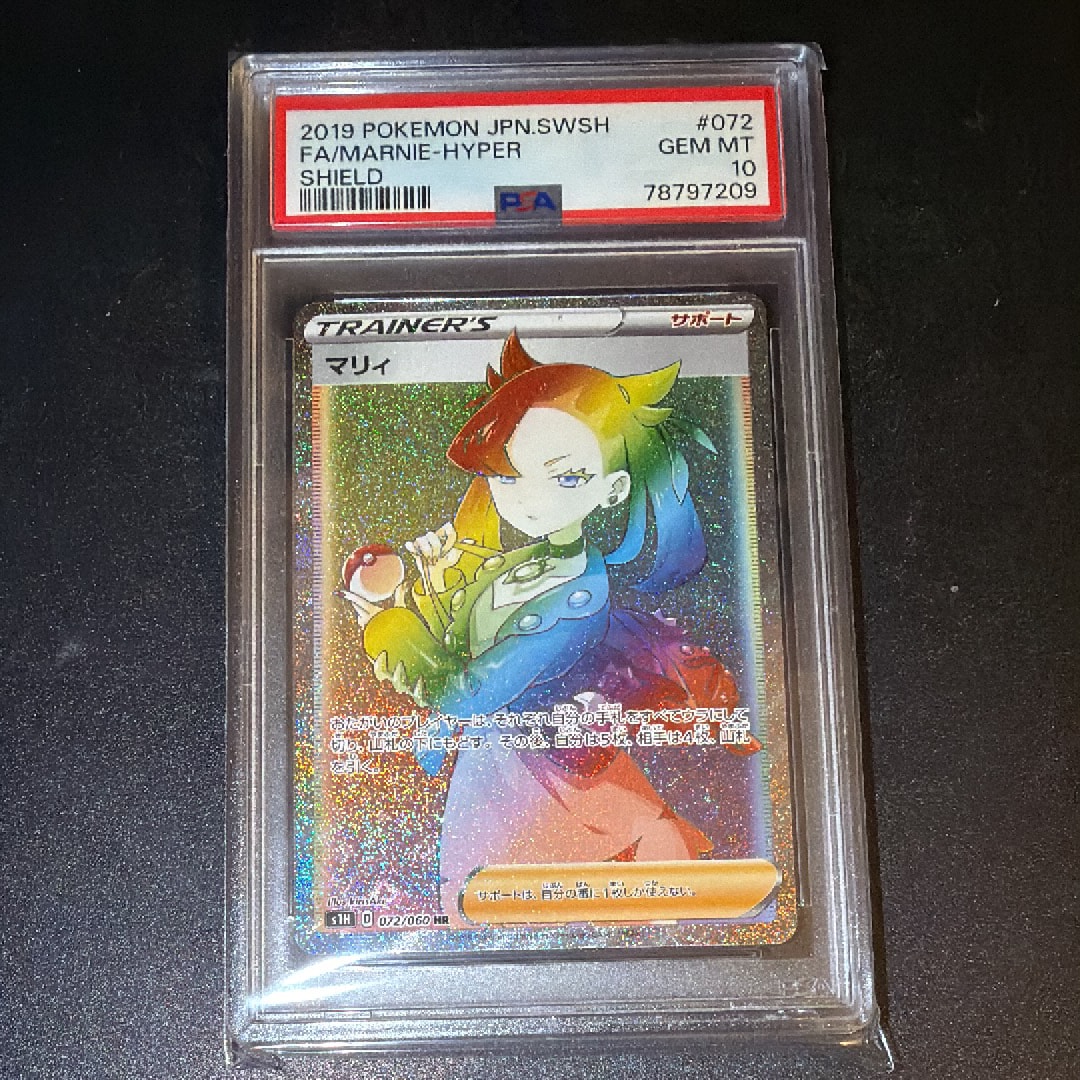 2019 POKEMON JPN.SWSH #072
FA/MARNIE-HYPER GEM MT
SHIELD 10
PSA 78797209
TRAINER'S サポート
マリィ
おたがいのプレイヤーは、それぞれ自分の手札をすべてウラにして
切り、山札の下にもどす。その後、自分は5枚、相手は4枚、山札
を引く。
サポートは、自分の番に1枚しか使えない。
s1H D 072/060 HR